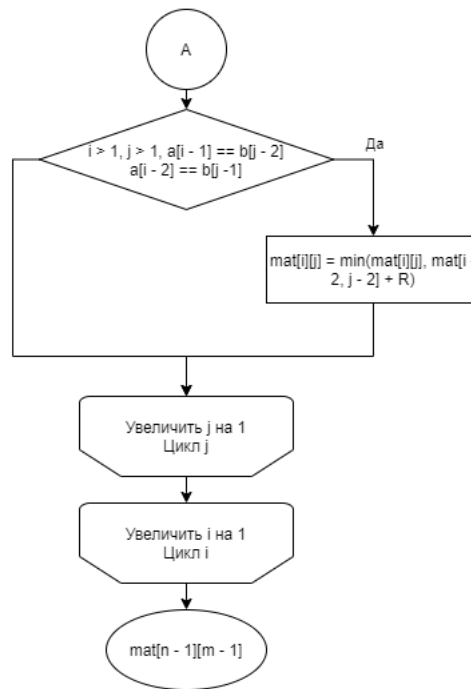 A
i > 1, j > 1, a[i - 1] == b[j - 2]
a[i - 2] == b[j -1]
Да
mat[i][j] = min(mat[i][j], mat[i -
2, j - 2] + R)
Увеличить j на 1
Цикл j
Увеличить i на 1
Цикл i
mat[n - 1][m - 1]